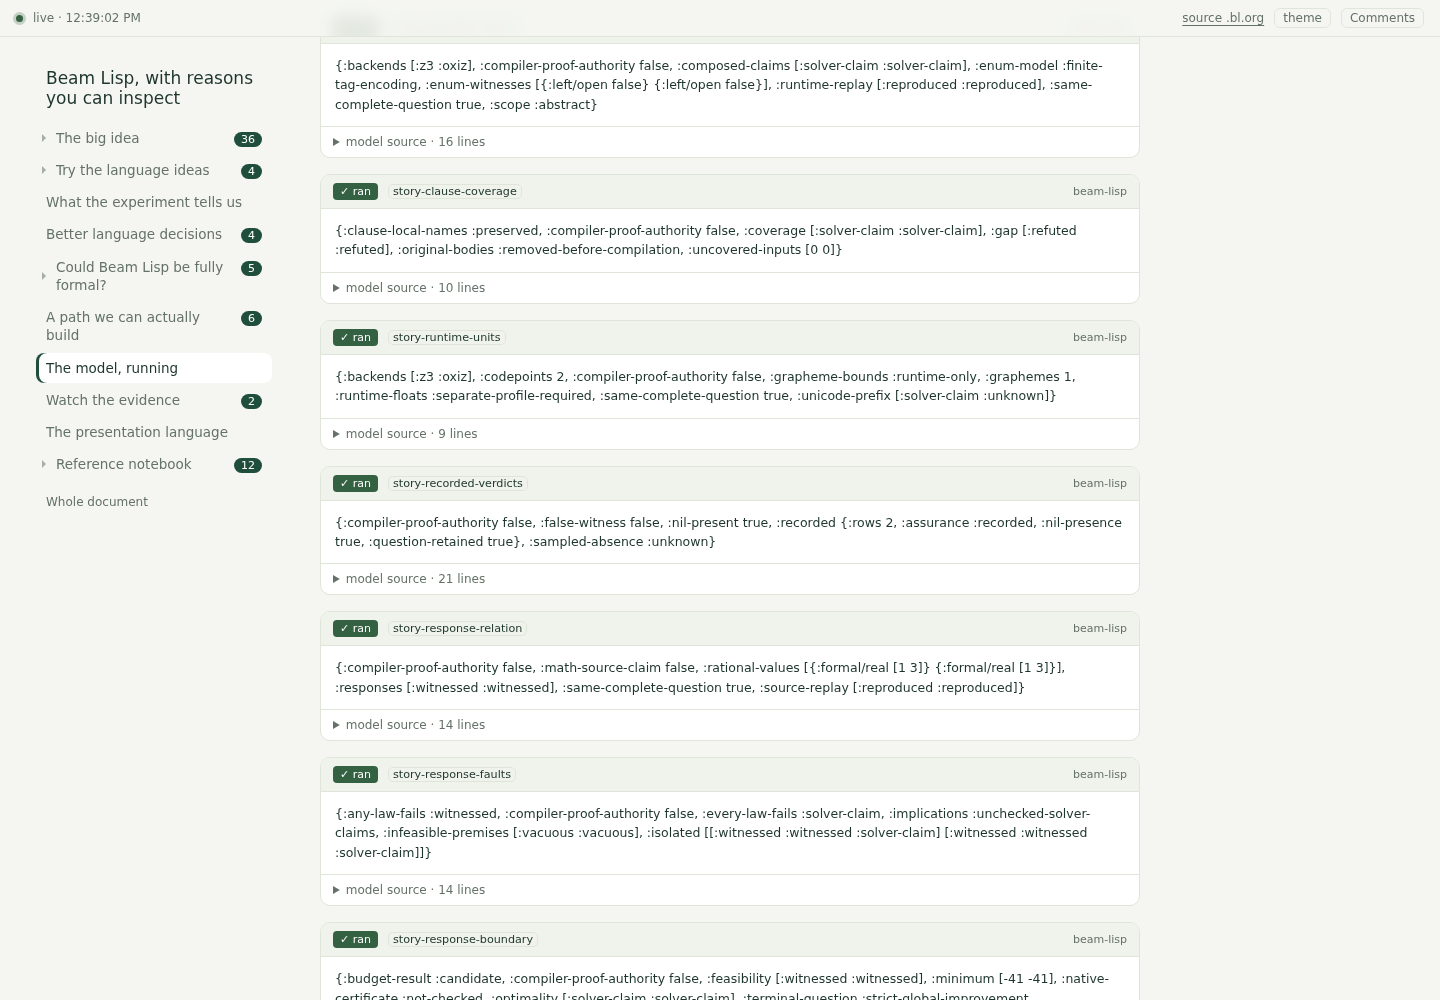 live · 12:39:02 PM
source .bl.org
theme
Comments
Beam Lisp, with reasons
you can inspect
The big idea 36
Try the language ideas 4
What the experiment tells us
Better language decisions 4
Could Beam Lisp be fully 5
formal?
A path we can actually 6
build
The model, running
Watch the evidence 2
The presentation language
Reference notebook 12
Whole document
{:backends [:z3 :oxiz], :compiler-proof-authority false, :composed-claims [:solver-claim :solver-claim], :enum-model :finite-
tag-encoding, :enum-witnesses [{:left/open false} {:left/open false}], :runtime-replay [:reproduced :reproduced], :same-
complete-question true, :scope :abstract}
model source · 16 lines
✓ ran story-clause-coverage beam-lisp
{:clause-local-names :preserved, :compiler-proof-authority false, :coverage [:solver-claim :solver-claim], :gap [:refuted
:refuted], :original-bodies :removed-before-compilation, :uncovered-inputs [0 0]}
model source · 10 lines
✓ ran story-runtime-units beam-lisp
{:backends [:z3 :oxiz], :codepoints 2, :compiler-proof-authority false, :grapheme-bounds :runtime-only, :graphemes 1,
:runtime-floats :separate-profile-required, :same-complete-question true, :unicode-prefix [:solver-claim :unknown]}
model source · 9 lines
✓ ran story-recorded-verdicts beam-lisp
{:compiler-proof-authority false, :false-witness false, :nil-present true, :recorded {:rows 2, :assurance :recorded, :nil-presence
true, :question-retained true}, :sampled-absence :unknown}
model source · 21 lines
✓ ran story-response-relation beam-lisp
{:compiler-proof-authority false, :math-source-claim false, :rational-values [{:formal/real [1 3]} {:formal/real [1 3]}],
:responses [:witnessed :witnessed], :same-complete-question true, :source-replay [:reproduced :reproduced]}
model source · 14 lines
✓ ran story-response-faults beam-lisp
{:any-law-fails :witnessed, :compiler-proof-authority false, :every-law-fails :solver-claim, :implications :unchecked-solver-
claims, :infeasible-premises [:vacuous :vacuous], :isolated [[:witnessed :witnessed :solver-claim] [:witnessed :witnessed
:solver-claim]]}
model source · 14 lines
✓ ran story-response-boundary beam-lisp
{:budget-result :candidate, :compiler-proof-authority false, :feasibility [:witnessed :witnessed], :minimum [-41 -41], :native-
certificate :not-checked, :optimality [:solver-claim :solver-claim], :terminal-question :strict-global-improvement